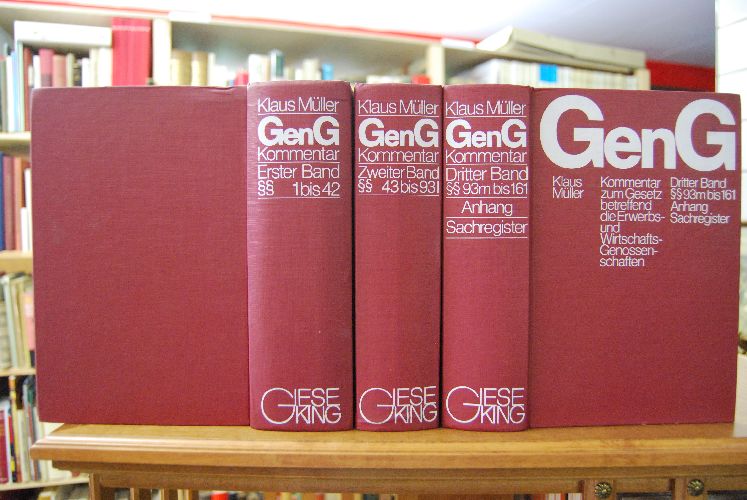 Klaus Müller
GenG
Kommentar
Erster Band
§§ 1 bis 42
GIESE
KING
Klaus Müller
GenG
Kommentar
Zweiter Band
§§ 43 bis 93l
GIESE
KING
Klaus Müller
GenG
Kommentar
Dritter Band
§§ 93m bis 161
Anhang
Sachregister
GIESE
KING
GenG
Klaus
Müller
Kommentar
zum Gesetz
betreffend
die Erwerbs-
und
Wirtschafts-
Genossen-
schaften
Dritter Band
§§ 93m bis 161
Anhang
Sachregister